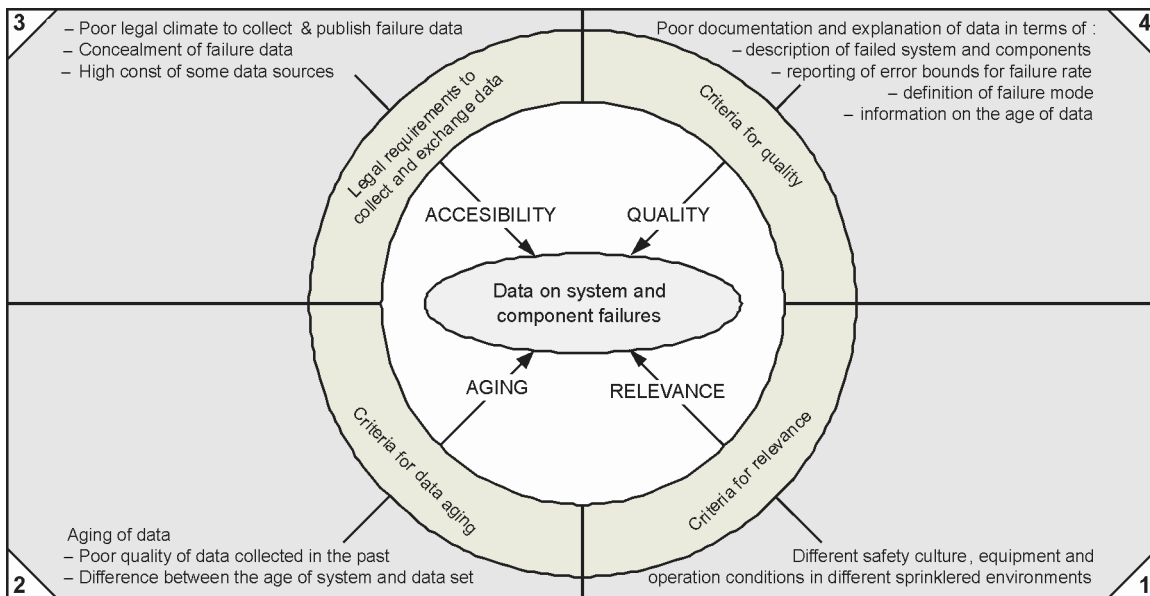 3
– Poor legal climate to collect & publish failure data
– Concealment of failure data
– High const of some data sources
4
Poor documentation and explanation of data in terms of :
– description of failed system and components
– reporting of error bounds for failure rate
– definition of failure mode
– information on the age of data
Legal requirements to
collect and exchange data
Criteria for quality
ACCESIBILITY
QUALITY
Data on system and
component failures
AGING
RELEVANCE
Criteria for data aging
Criteria for relevance
Aging of data
– Poor quality of data collected in the past
– Difference between the age of system and data set
2
Different safety culture , equipment and
operation conditions in different sprinklered environments
1